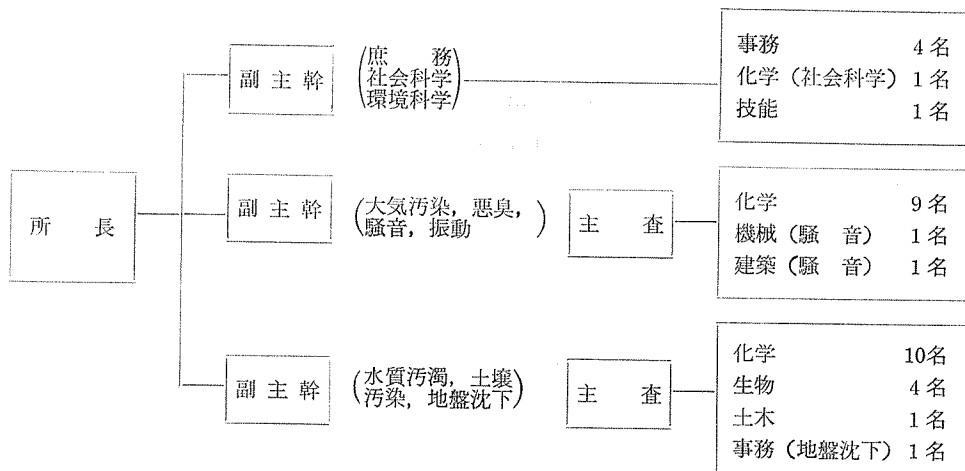 所　長
副 主 幹
庶　　務
社会科学
環境科学
事務　4名
化学（社会科学）1名
技能　1名
副 主 幹
大気汚染，悪臭，
騒音，振動
主　査
化学　9名
機械（騒　音）　1名
建築（騒　音）　1名
副 主 幹
水質汚濁，土壌
汚染，地盤沈下
主　査
化学　10名
生物　4名
土木　1名
事務（地盤沈下）1名